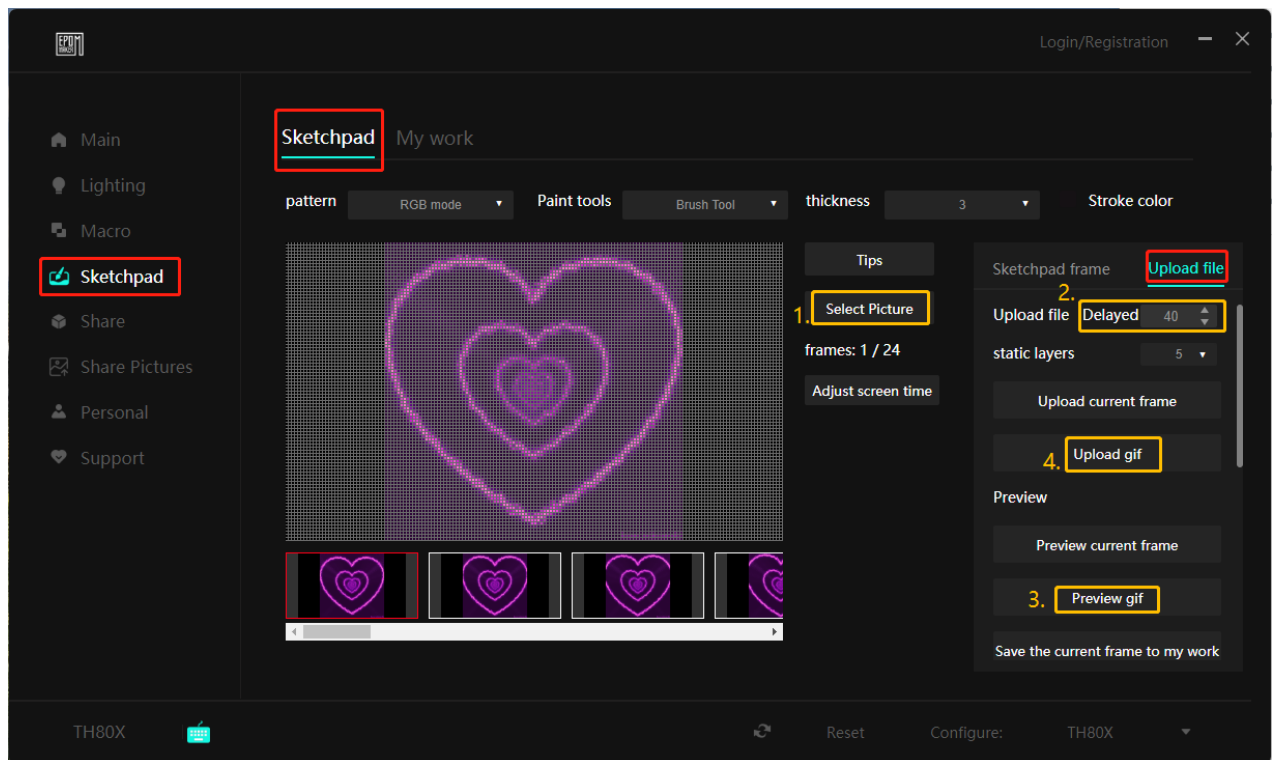 EPOMAKER
Login/Registration
Main
Lighting
Macro
Sketchpad
Share
Share Pictures
Personal
Support
Sketchpad My work
pattern RGB mode Paint tools Brush Tool thickness 3 Stroke color
Tips
1. Select Picture
frames: 1 / 24
Adjust screen time
Sketchpad frame Upload file
2.
Upload file Delayed 40
static layers 5
Upload current frame
4. Upload gif
Preview
Preview current frame
3. Preview gif
Save the current frame to my work
TH80X Reset Configure: TH80X